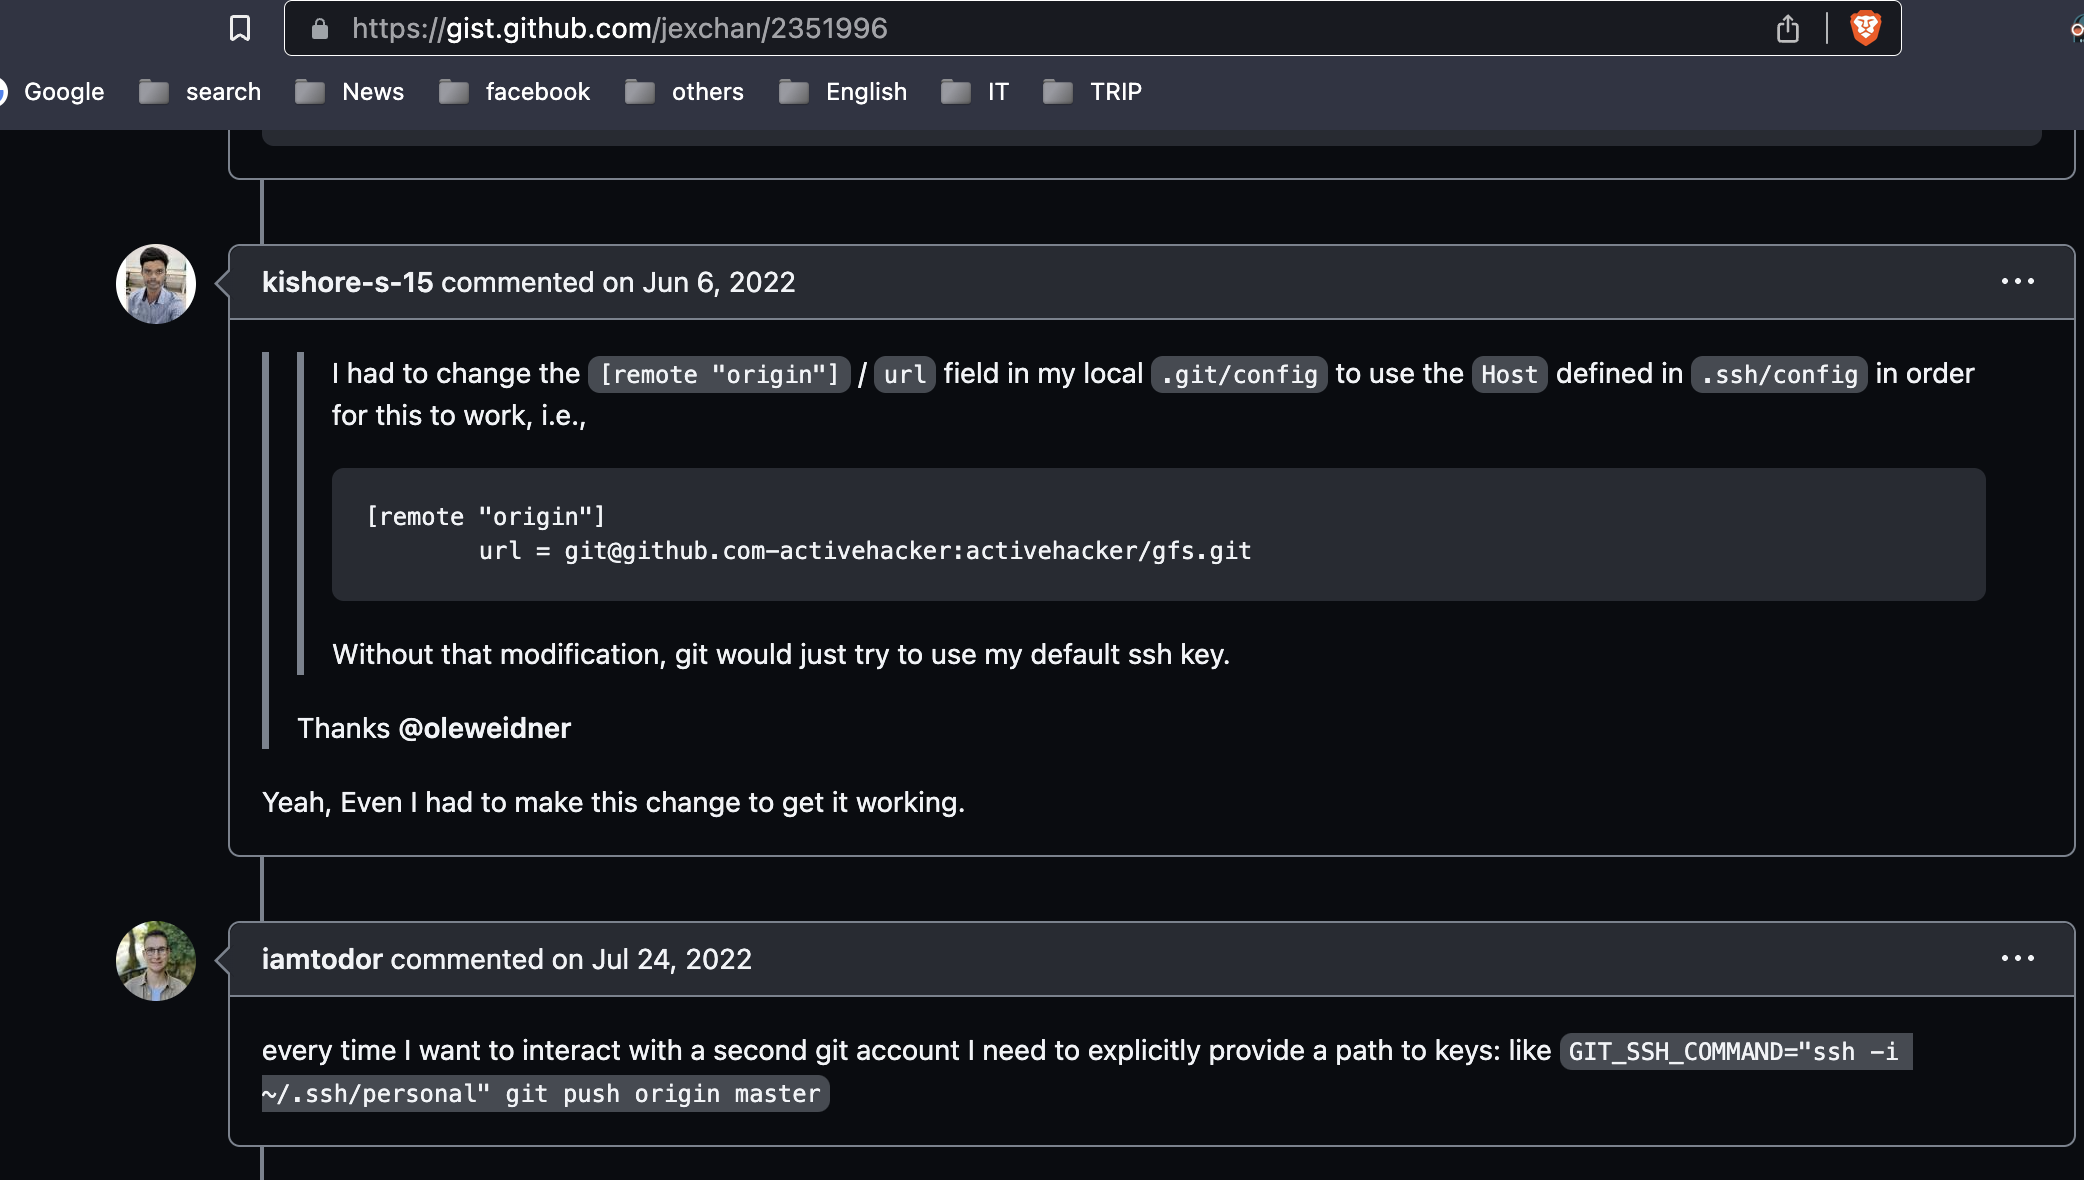 https://gist.github.com/jexchan/2351996
Google search News facebook others English IT TRIP
kishore-s-15 commented on Jun 6, 2022
I had to change the [remote "origin"] / url field in my local .git/config to use the Host defined in .ssh/config in order
for this to work, i.e.,
[remote "origin"]
        url = git@github.com-activehacker:activehacker/gfs.git
Without that modification, git would just try to use my default ssh key.
Thanks @oleweidner
Yeah, Even I had to make this change to get it working.
iamtodor commented on Jul 24, 2022
every time I want to interact with a second git account I need to explicitly provide a path to keys: like GIT_SSH_COMMAND="ssh -i
~/.ssh/personal" git push origin master